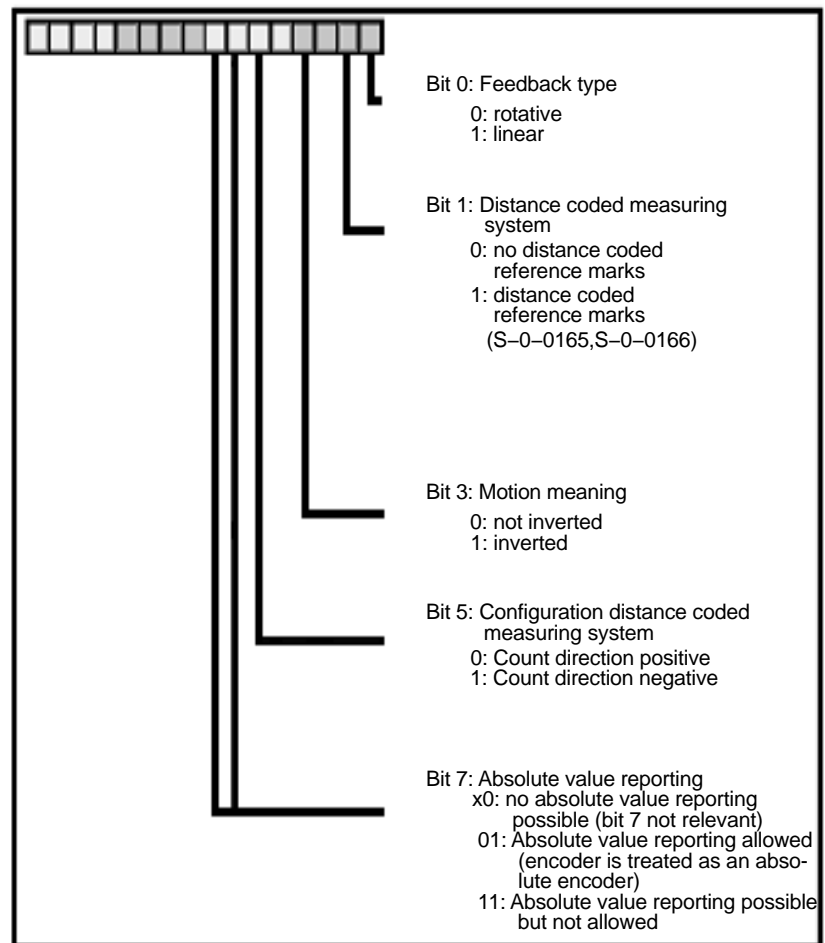 Bit 0: Feedback type
0: rotative
1: linear
Bit 1: Distance coded measuring
system
0: no distance coded
reference marks
1: distance coded
reference marks
(S–0–0165,S–0–0166)
Bit 3: Motion meaning
0: not inverted
1: inverted
Bit 5: Configuration distance coded
measuring system
0: Count direction positive
1: Count direction negative
Bit 7: Absolute value reporting
x0: no absolute value reporting
possible (bit 7 not relevant)
01: Absolute value reporting allowed
(encoder is treated as an abso-
lute encoder)
11: Absolute value reporting possible
but not allowed